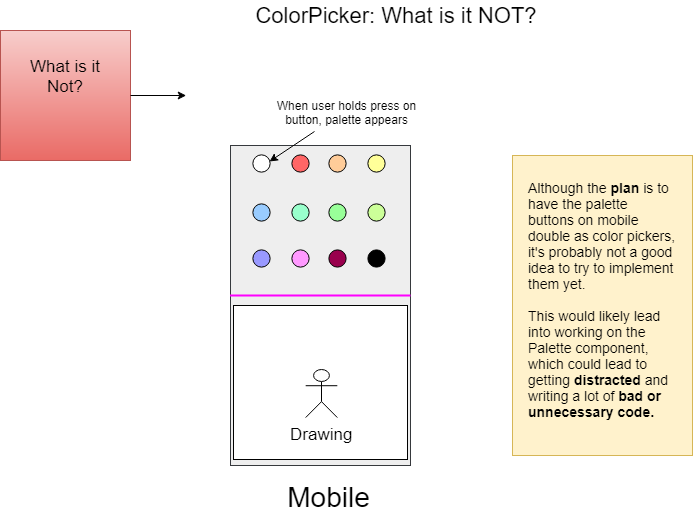 ColorPicker: What is it NOT?
What is it
Not?
When user holds press on
button, palette appears
Although the plan is to
have the palette
buttons on mobile
double as color pickers,
it's probably not a good
idea to try to implement
them yet.
This would likely lead
into working on the
Palette component,
which could lead to
getting distracted and
writing a lot of bad or
unnecessary code.
Drawing
Mobile